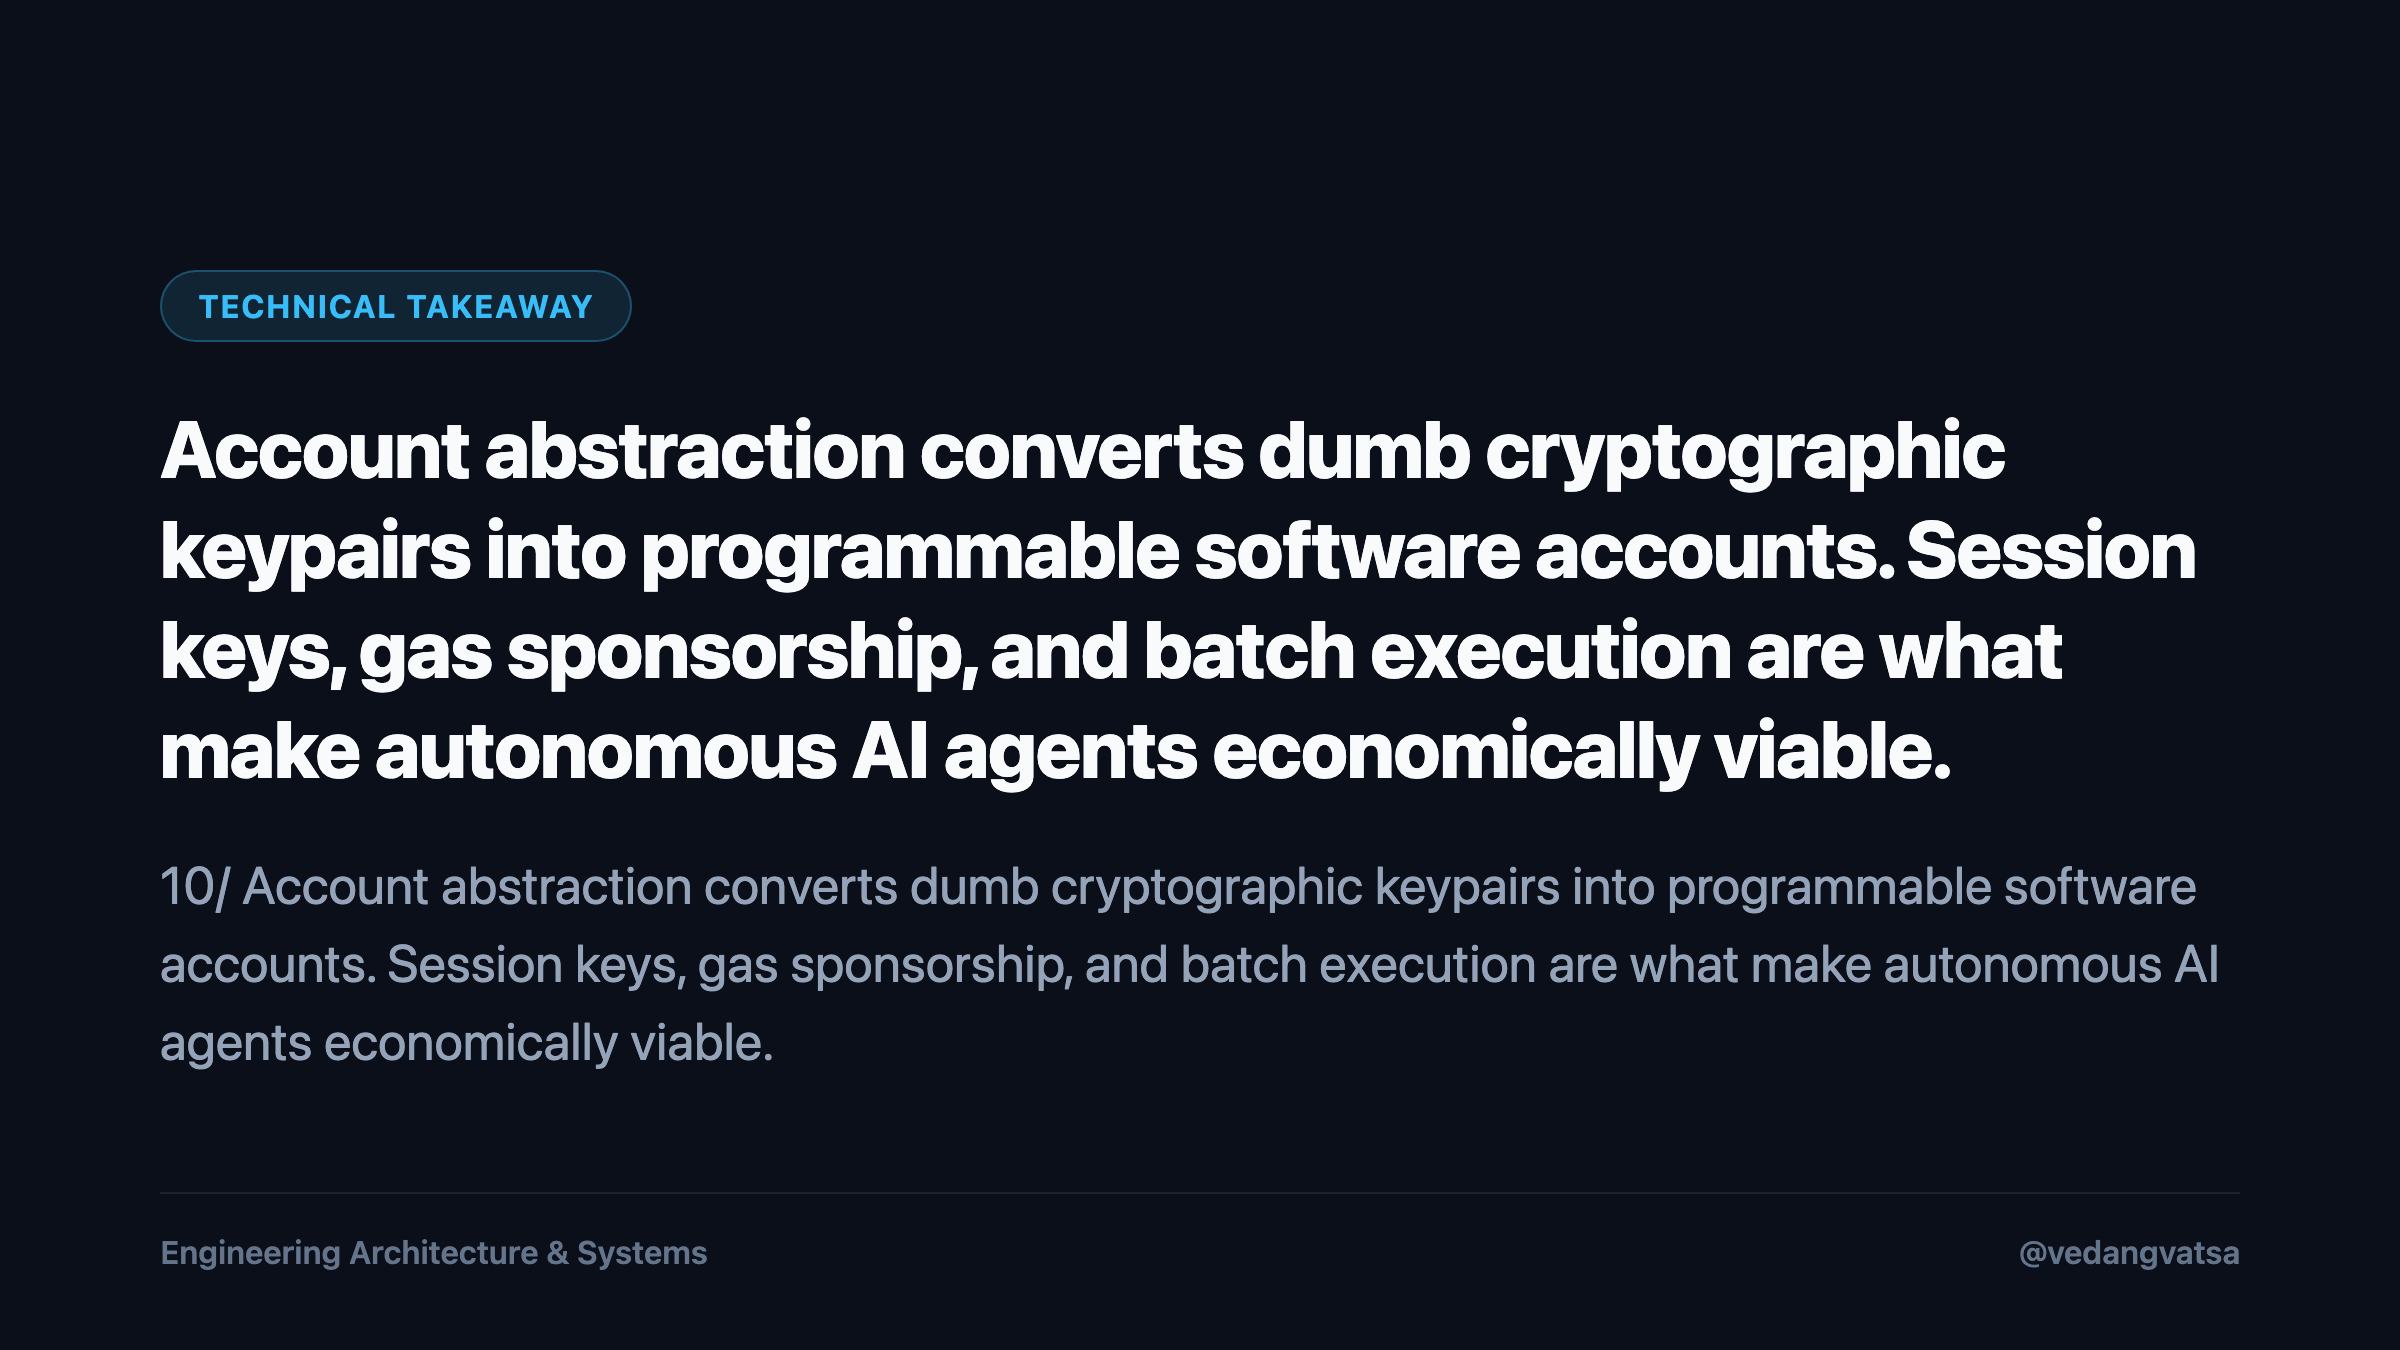 TECHNICAL TAKEAWAY
Account abstraction converts dumb cryptographic
keypairs into programmable software accounts. Session
keys, gas sponsorship, and batch execution are what
make autonomous AI agents economically viable.
10/ Account abstraction converts dumb cryptographic keypairs into programmable software
accounts. Session keys, gas sponsorship, and batch execution are what make autonomous AI
agents economically viable.
Engineering Architecture & Systems
@vedangvatsa